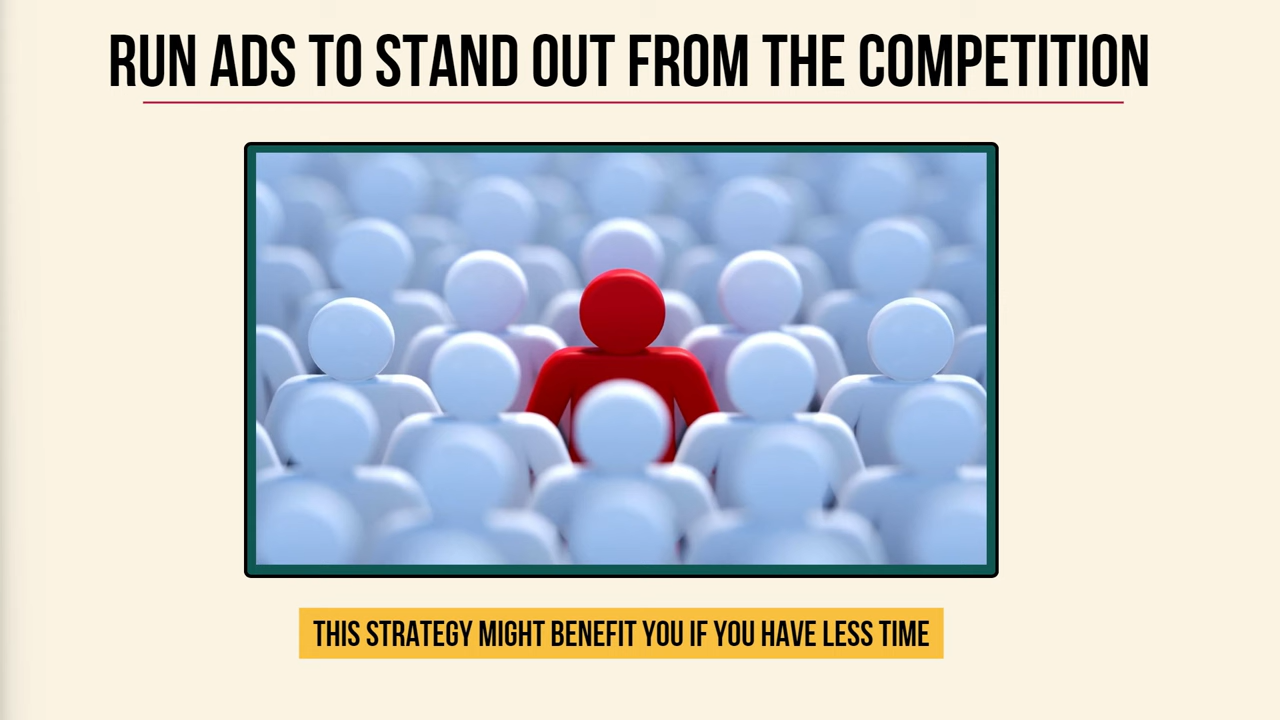 RUN ADS TO STAND OUT FROM THE COMPETITION
THIS STRATEGY MIGHT BENEFIT YOU IF YOU HAVE LESS TIME